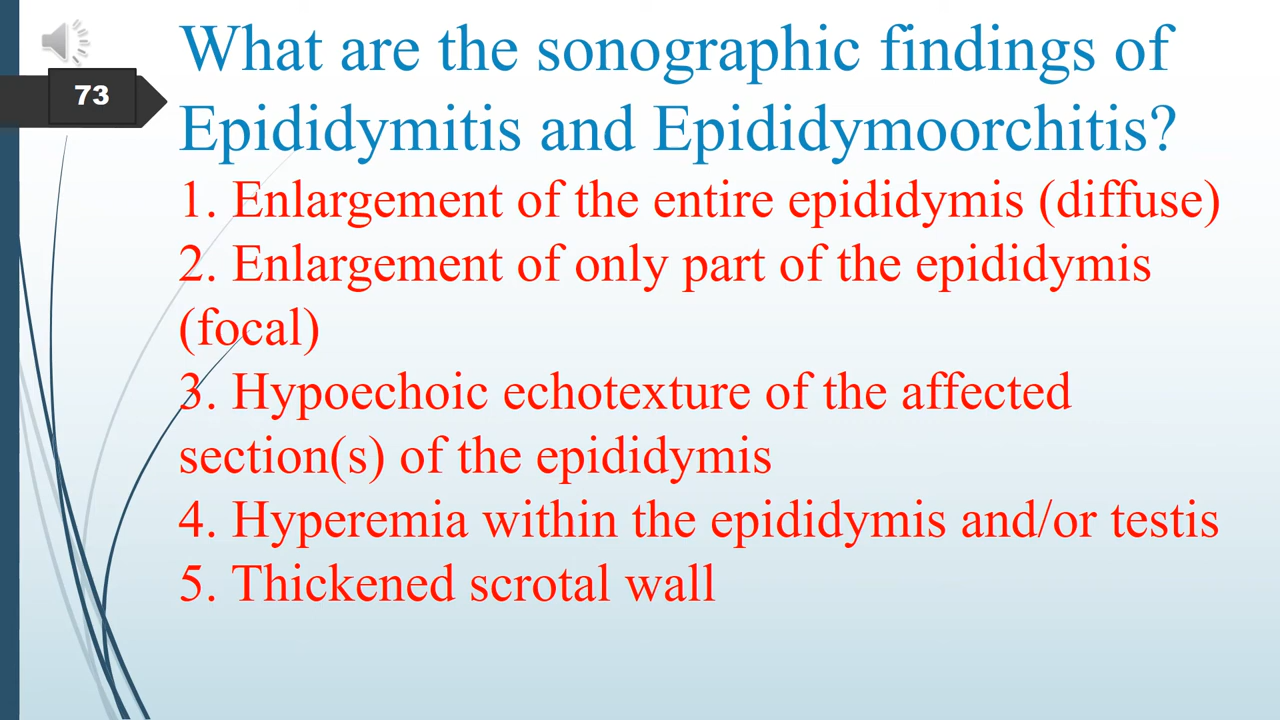 73
What are the sonographic findings of
Epididymitis and Epididymoorchitis?
1. Enlargement of the entire epididymis (diffuse)
2. Enlargement of only part of the epididymis
(focal)
3. Hypoechoic echotexture of the affected
section(s) of the epididymis
4. Hyperemia within the epididymis and/or testis
5. Thickened scrotal wall